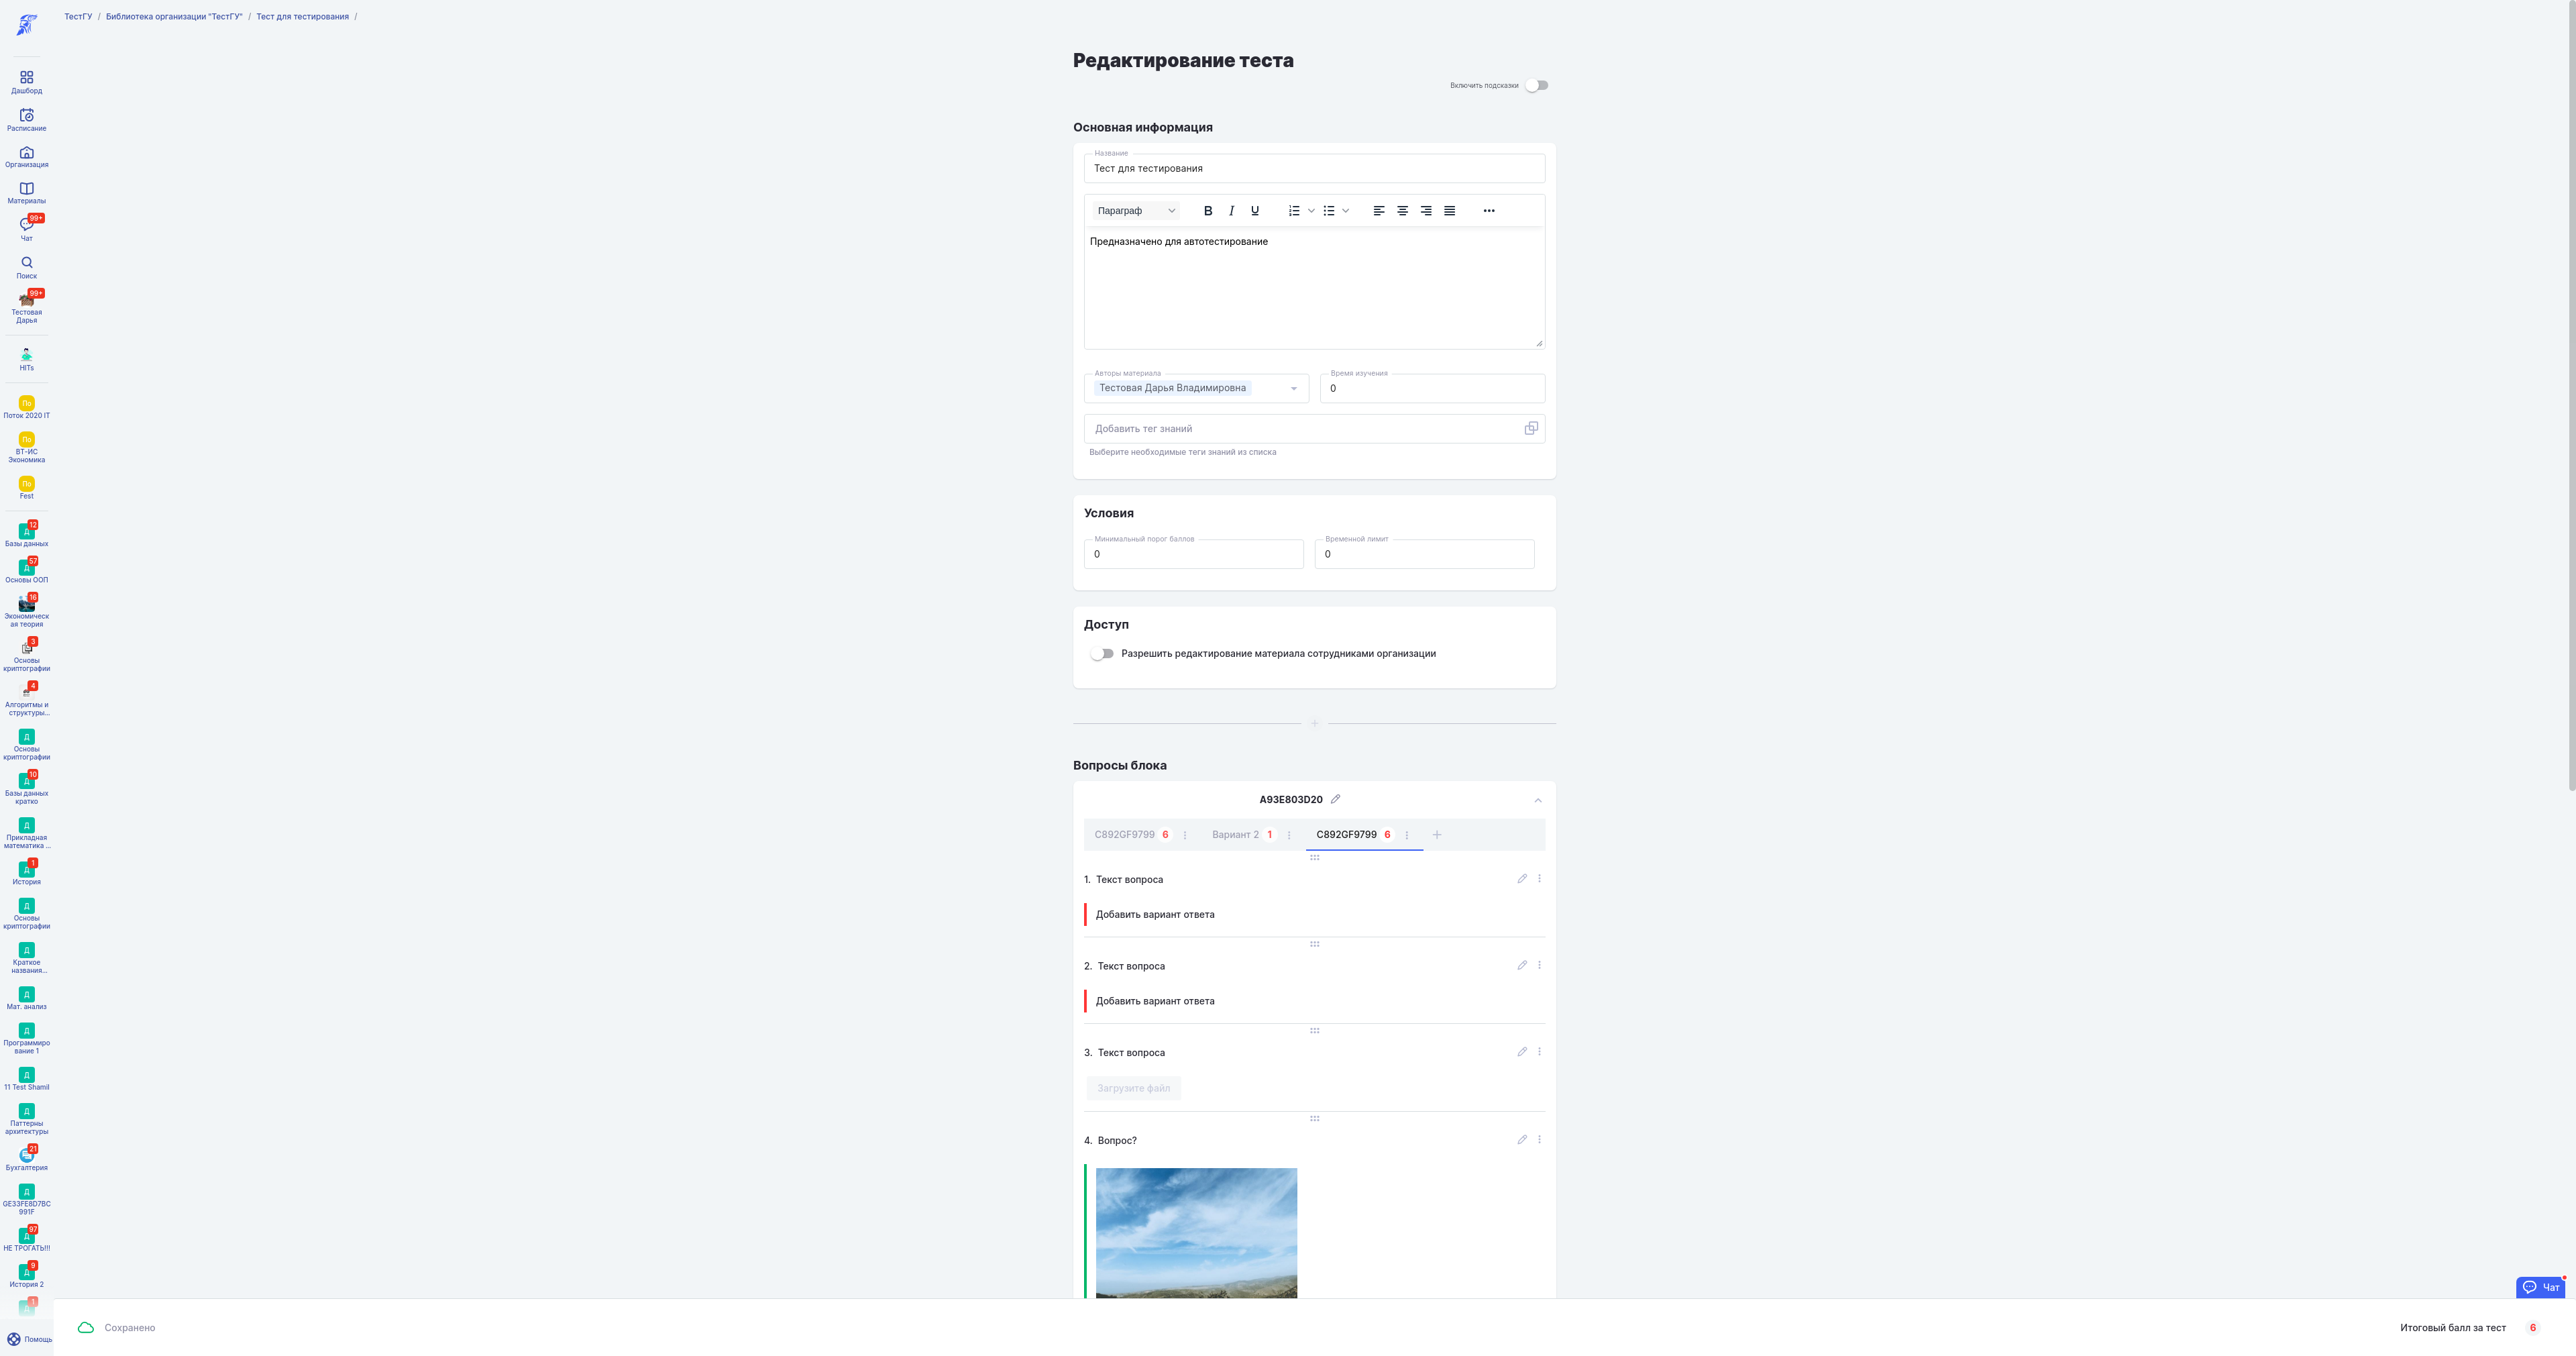 ТестГУ / Библиотека организации "ТестГУ" / Тест для тестирования /
Дашборд
Расписание
Организация
Материалы
99+
Чат
Поиск
99+
Тестовая
Дарья
HITs
По
Поток 2020 IT
По
ВТ-ИС
Экономика
По
Fest
12
Д
Базы данных
57
Д
Основы ООП
16
Экономическ
ая теория
3
Основы
криптографии
4
Алгоритмы и
структуры...
Д
Основы
криптографии
10
Д
Базы данных
кратко
Д
Прикладная
математика ...
1
Д
История
Д
Основы
криптографии
Д
Краткое
названия...
Д
Мат. анализ
Д
Программиро
вание 1
Д
11 Test Shamil
Д
Паттерны
архитектуры
21
Бухгалтерия
Д
GE33FE8D7BC
991F
97
Д
НЕ ТРОГАТЬ!!!
9
Д
История 2
1
Д
Помощь
Редактирование теста
Включить подсказки
Основная информация
Название
Тест для тестирования
Параграф B I U
Предназначено для автотестирование
Авторы материала
Тестовая Дарья Владимировна
Время изучения
0
Добавить тег знаний
Выберите необходимые теги знаний из списка
Условия
Минимальный порог баллов
0
Временной лимит
0
Доступ
Разрешить редактирование материала сотрудниками организации
Вопросы блока
A93E803D20
C892GF9799 6 Вариант 2 1 C892GF9799 6
1. Текст вопроса
Добавить вариант ответа
2. Текст вопроса
Добавить вариант ответа
3. Текст вопроса
Загрузите файл
4. Вопрос?
Чат
Сохранено
Итоговый балл за тест 6